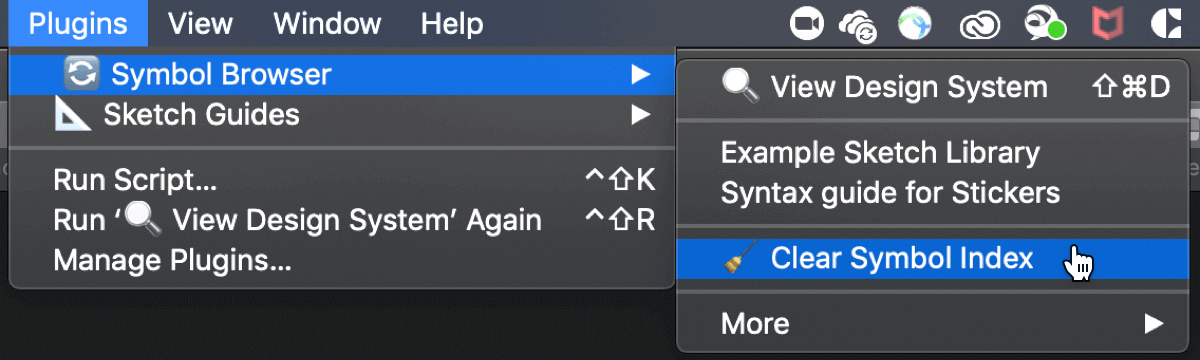 Plugins View Window Help
Symbol Browser ▶
Sketch Guides ▶
Run Script... ^⇧K
Run ‘🔍 View Design System’ Again ^⇧R
Manage Plugins...
🔍 View Design System ⇧⌘D
Example Sketch Library
Syntax guide for Stickers
🧹 Clear Symbol Index
More ▶